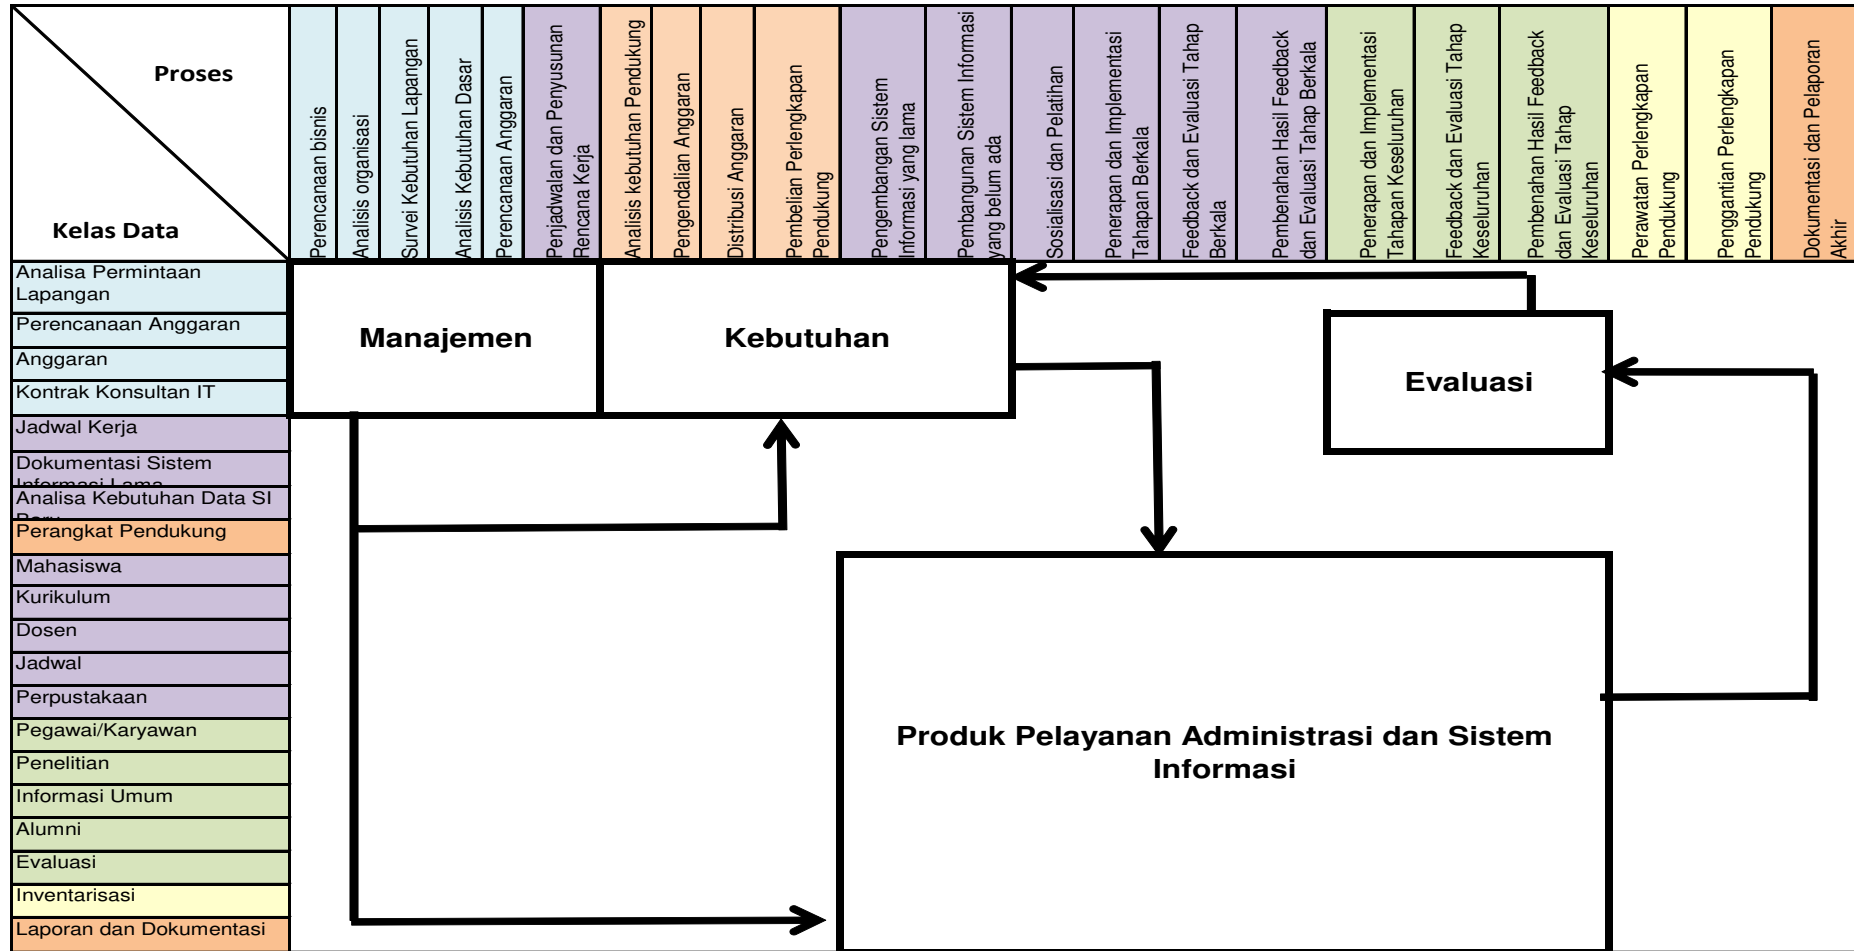 Proses
Kelas Data
Perencanaan bisnis
Analisis organisasi
Survei Kebutuhan Lapangan
Analisis Kebutuhan Dasar
Perencanaan Anggaran
Penjadwalan dan Penyusunan
Rencana Kerja
Analisis kebutuhan Pendukung
Pengendalian Anggaran
Distribusi Anggaran
Pembelian Perlengkapan
Pendukung
Pengembangan Sistem
Informasi yang lama
Pembangunan Sistem Informasi
yang belum ada
Sosialisasi dan Pelatihan
Penerapan dan Implementasi
Tahapan Berkala
Feedback dan Evaluasi Tahap
Berkala
Pembenahan Hasil Feedback
dan Evaluasi Tahap Berkala
Penerapan dan Implementasi
Tahapan Keseluruhan
Feedback dan Evaluasi Tahap
Keseluruhan
Pembenahan Hasil Feedback
dan Evaluasi Tahap
Keseluruhan
Perawatan Perlengkapan
Pendukung
Penggantian Perlengkapan
Pendukung
Dokumentasi dan Pelaporan
Akhir
Analisa Permintaan
Lapangan
Perencanaan Anggaran
Anggaran
Kontrak Konsultan IT
Jadwal Kerja
Dokumentasi Sistem
Informasi Lama
Analisa Kebutuhan Data SI
Perangkat Pendukung
Mahasiswa
Kurikulum
Dosen
Jadwal
Perpustakaan
Pegawai/Karyawan
Penelitian
Informasi Umum
Alumni
Evaluasi
Inventarisasi
Laporan dan Dokumentasi
Manajemen
Kebutuhan
Evaluasi
Produk Pelayanan Administrasi dan Sistem
Informasi